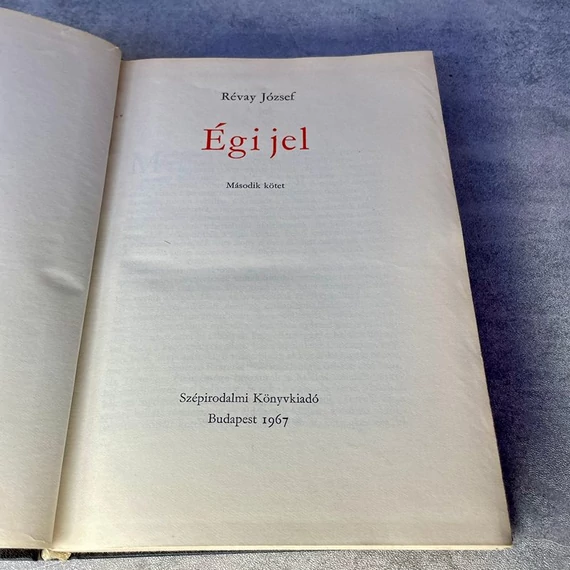 Révay József
Égi jel
Második kötet
Szépirodalmi Könyvkiadó
Budapest 1967